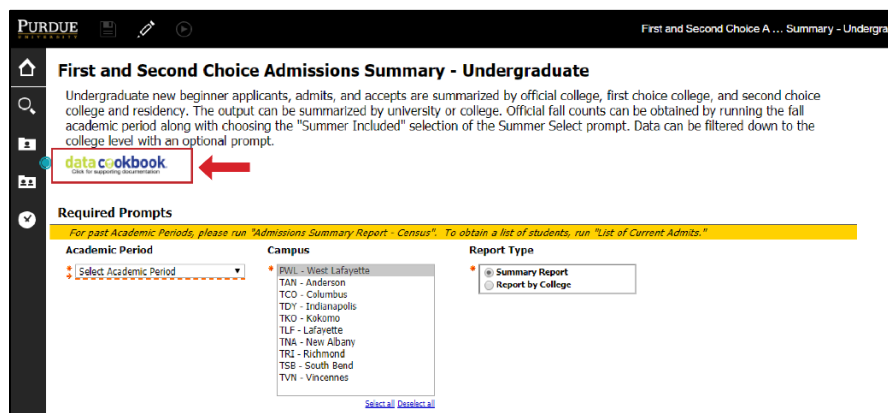 PURDUE
UNIVERSITY
First and Second Choice A ... Summary - Undergra
First and Second Choice Admissions Summary - Undergraduate
Undergraduate new beginner applicants, admits, and accepts are summarized by official college, first choice college, and second choice
college and residency. The output can be summarized by university or college. Official fall counts can be obtained by running the fall
academic period along with choosing the "Summer Included" selection of the Summer Select prompt. Data can be filtered down to the
college level with an optional prompt.
data cookbook
Click for supporting documentation
Required Prompts
For past Academic Periods, please run "Admissions Summary Report - Census". To obtain a list of students, run "List of Current Admits."
Academic Period
* Select Academic Period
Campus
* PWL - West Lafayette
TAN - Anderson
TCO - Columbus
TDY - Indianapolis
TKO - Kokomo
TLF - Lafayette
TNA - New Albany
TRI - Richmond
TSB - South Bend
TVN - Vincennes
Select all Deselect all
Report Type
* Summary Report
Report by College